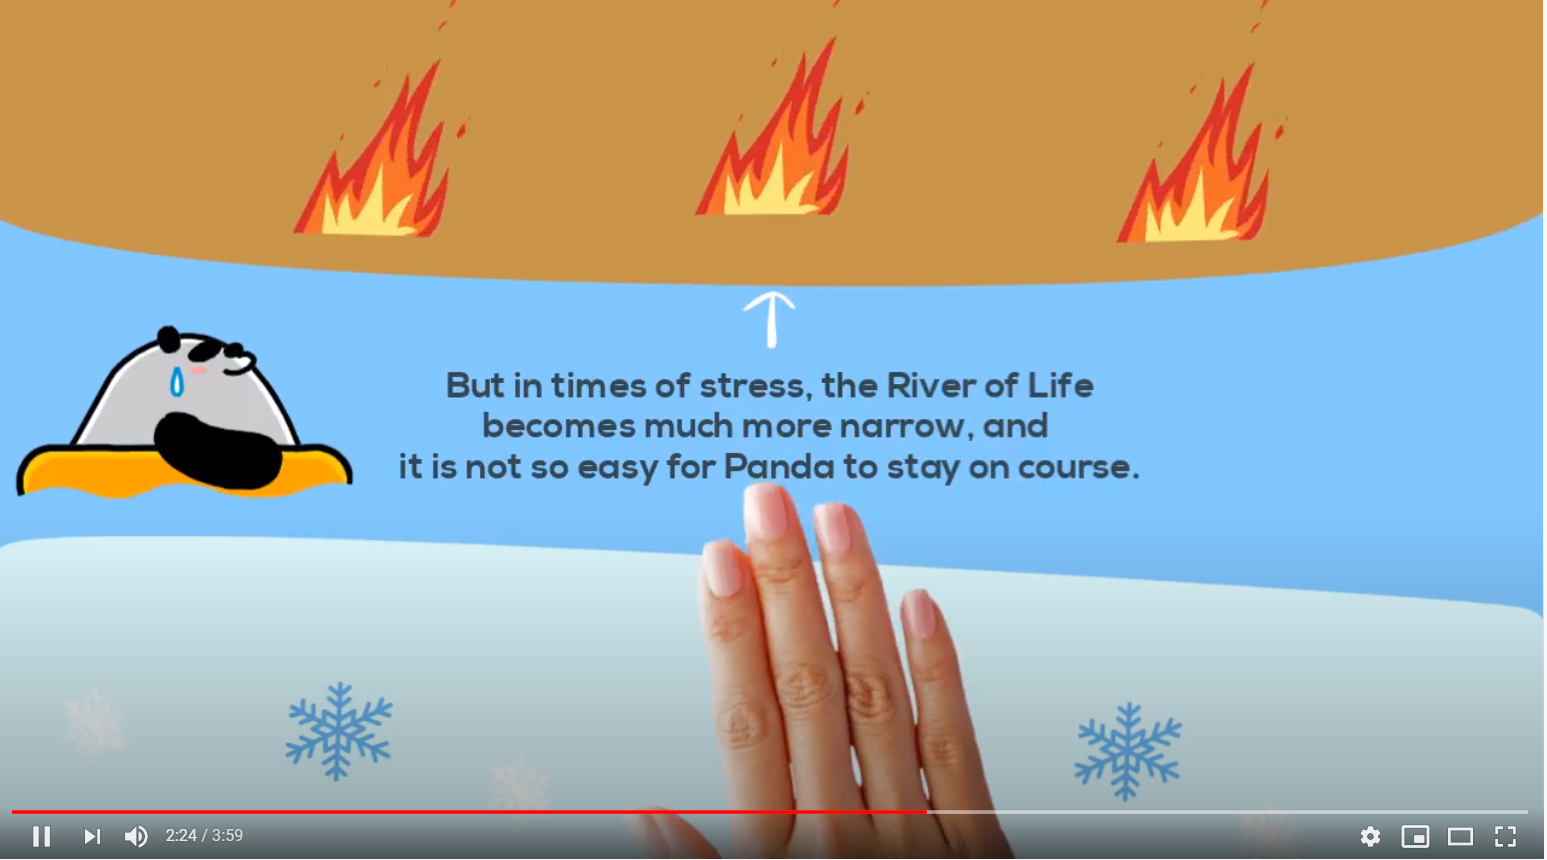 But in times of stress, the River of Life
becomes much more narrow, and
it is not so easy for Panda to stay on course.
2:24 / 3:59